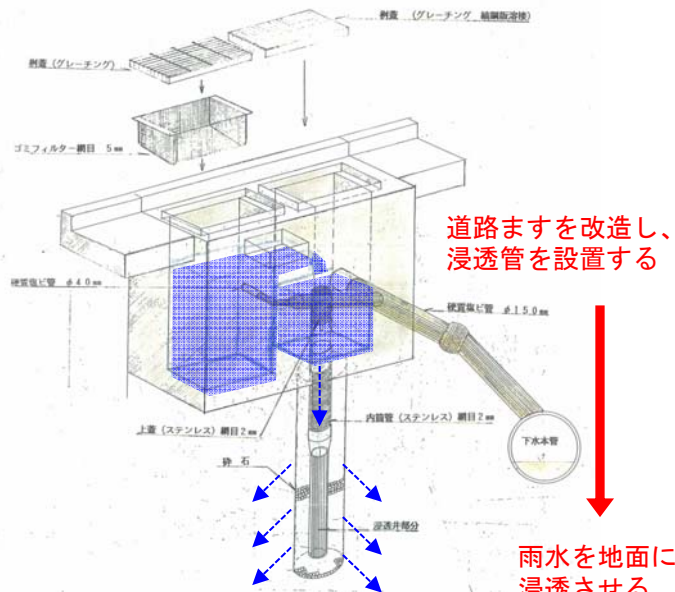 桝蓋 (グレーチング 縞鋼板溶接)
桝蓋 (グレーチング)
ゴミフィルター網目 5mm
道路ますを改造し、
浸透管を設置する
硬質塩ビ管 φ40mm
硬質塩ビ管 φ150mm
上蓋 (ステンレス) 網目2mm
内筒管 (ステンレス) 網目2mm
下水本管
砕石
浸透井部分
雨水を地面に
浸透させる